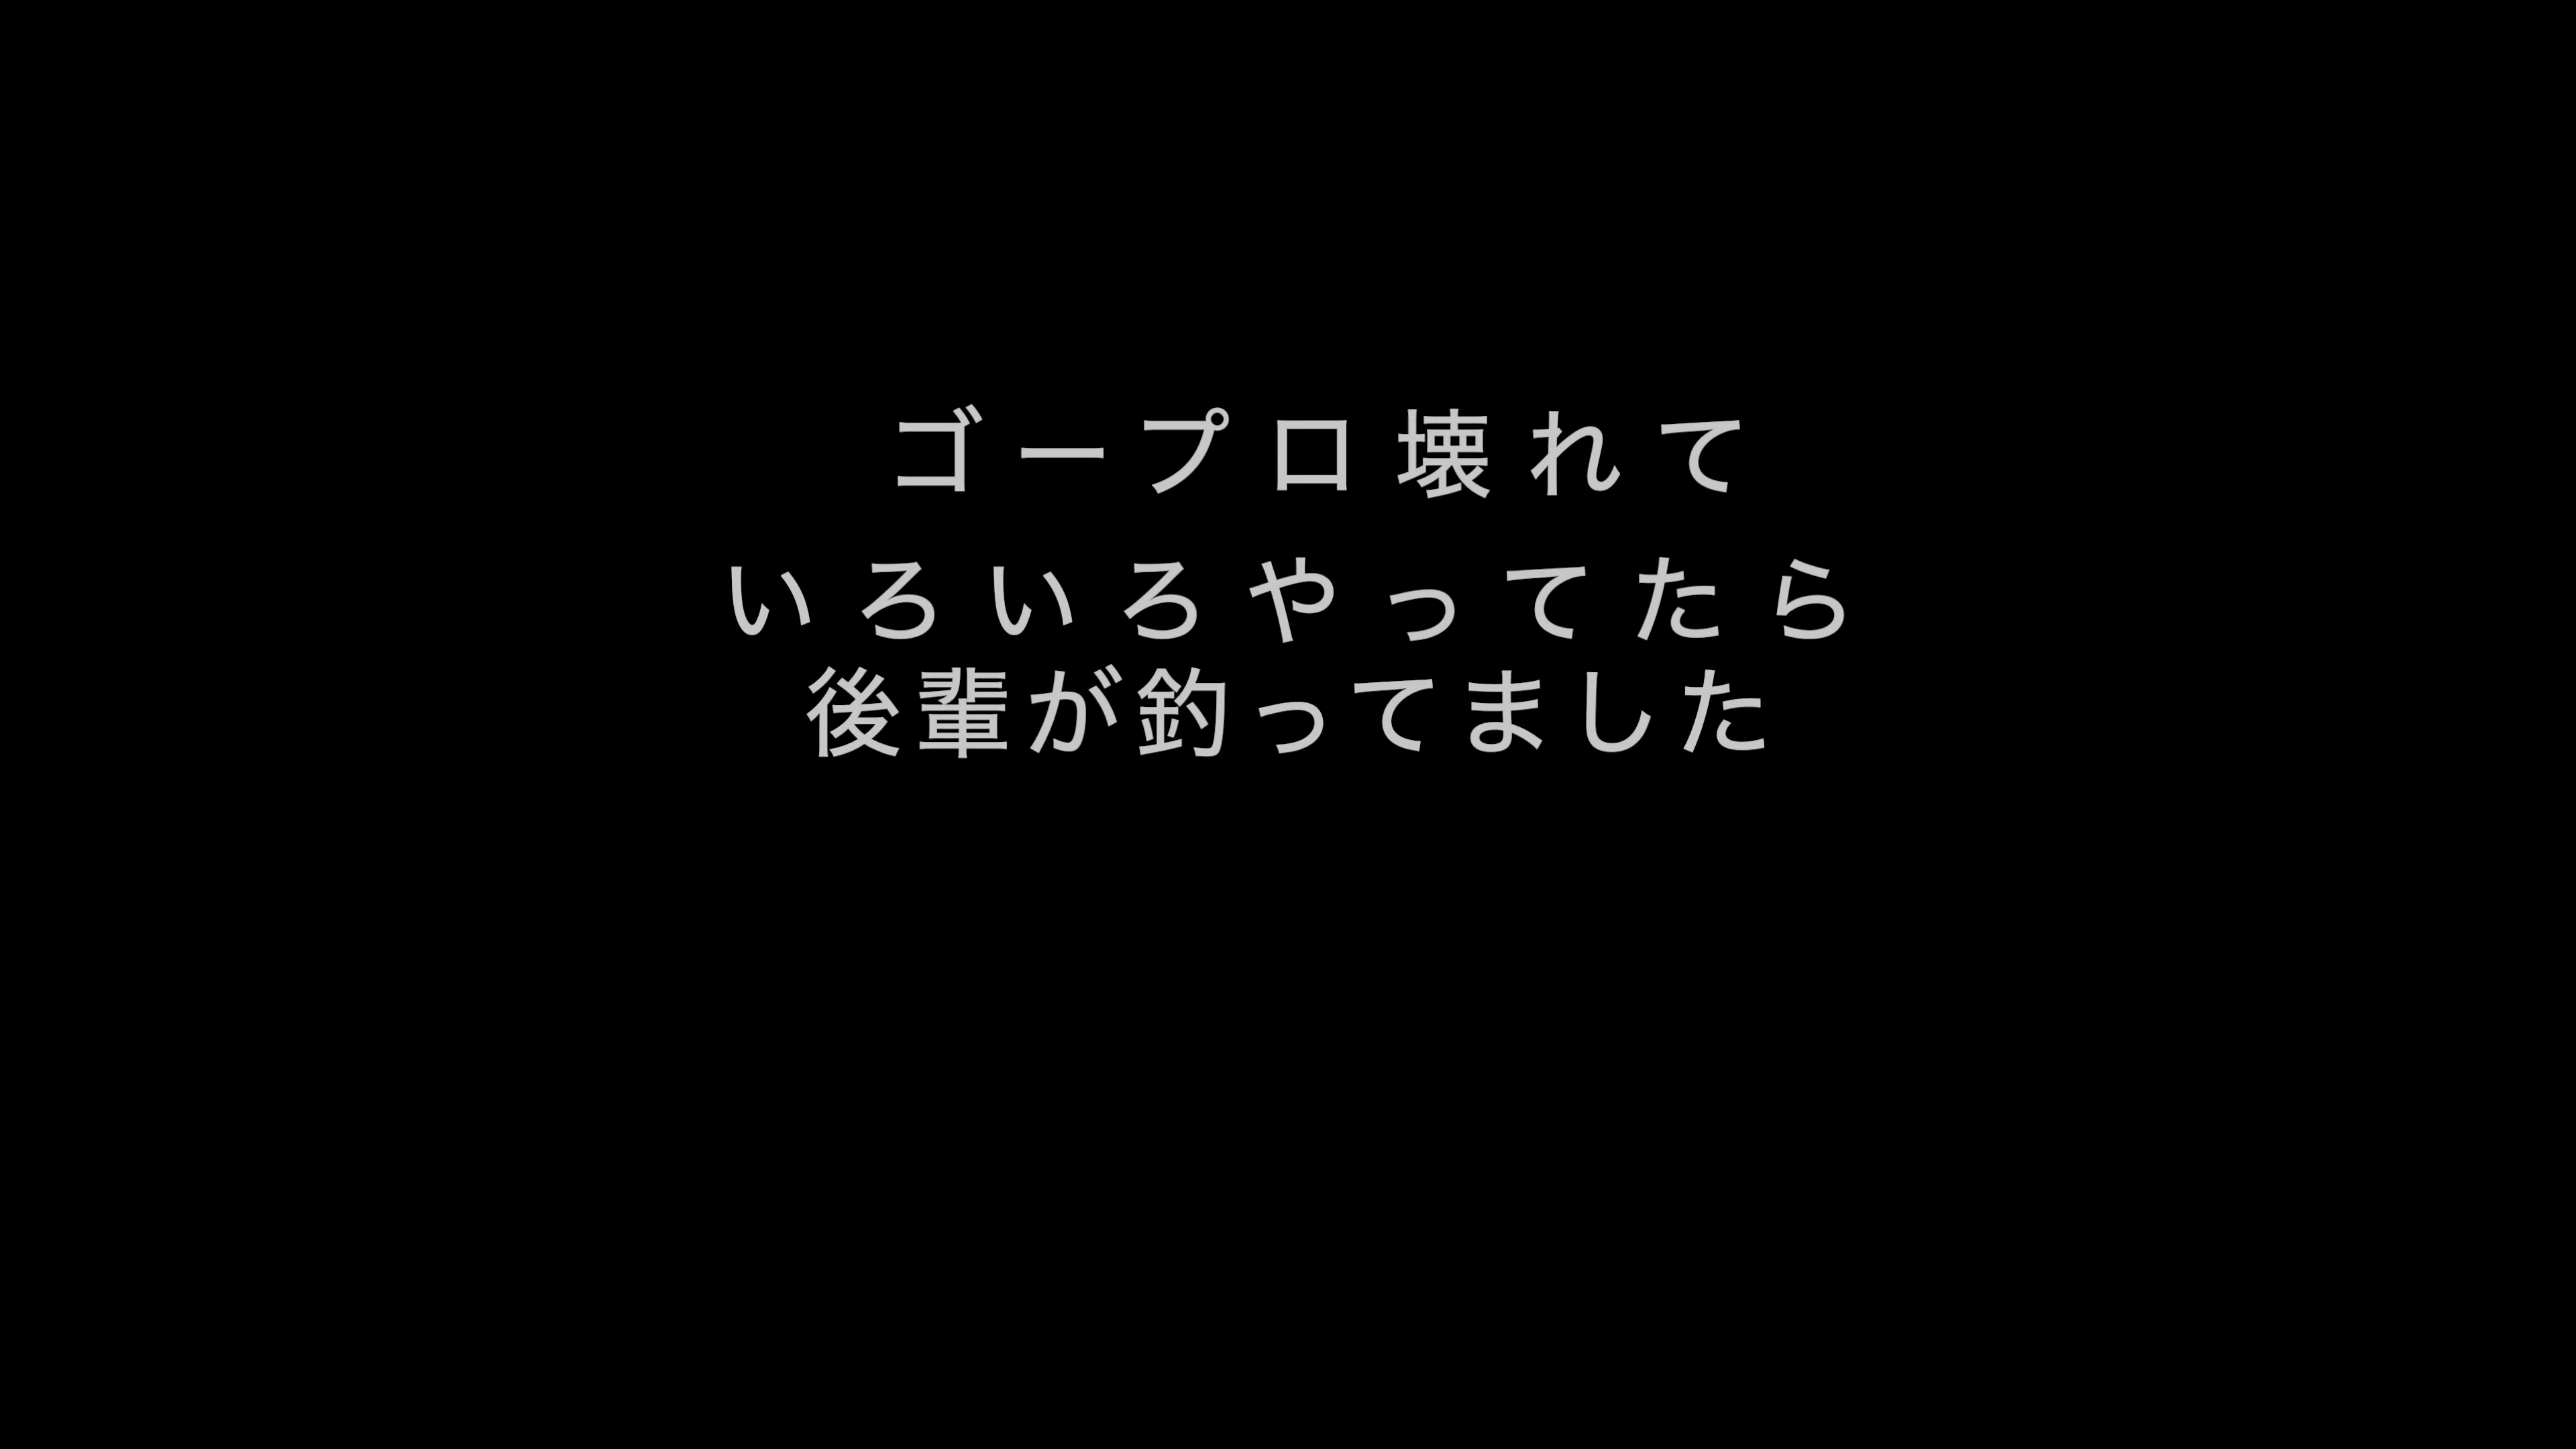 ゴープロ壊れて
いろいろやってたら
後輩が釣ってました